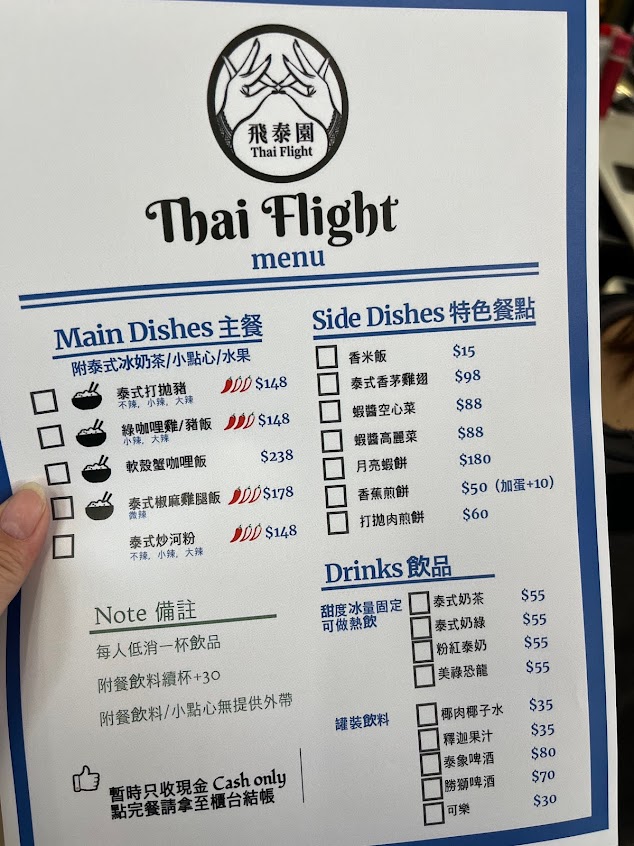 飛泰園
Thai Flight
Thai Flight
menu
Main Dishes 主餐
附泰式冰奶茶/小點心/水果
泰式打拋豬 $148
不辣, 小辣, 大辣
綠咖哩雞/豬飯 $148
小辣, 大辣
軟殼蟹咖哩飯 $238
泰式椒麻雞腿飯 $178
微辣
泰式炒河粉 $148
不辣, 小辣, 大辣
Side Dishes 特色餐點
香米飯 $15
泰式香茅雞翅 $98
蝦醬空心菜 $88
蝦醬高麗菜 $88
月亮蝦餅 $180
香蕉煎餅 $50 (加蛋+10)
打拋肉煎餅 $60
Drinks 飲品
甜度冰量固定
可做熱飲
泰式奶茶 $55
泰式奶綠 $55
粉紅泰奶 $55
美祿恐龍 $55
罐裝飲料
椰肉椰子水 $35
釋迦果汁 $35
泰象啤酒 $80
勝獅啤酒 $70
可樂 $30
Note 備註
每人低消一杯飲品
附餐飲料續杯+30
附餐飲料/小點心無提供外帶
暫時只收現金 Cash only
點完餐請拿至櫃台結帳